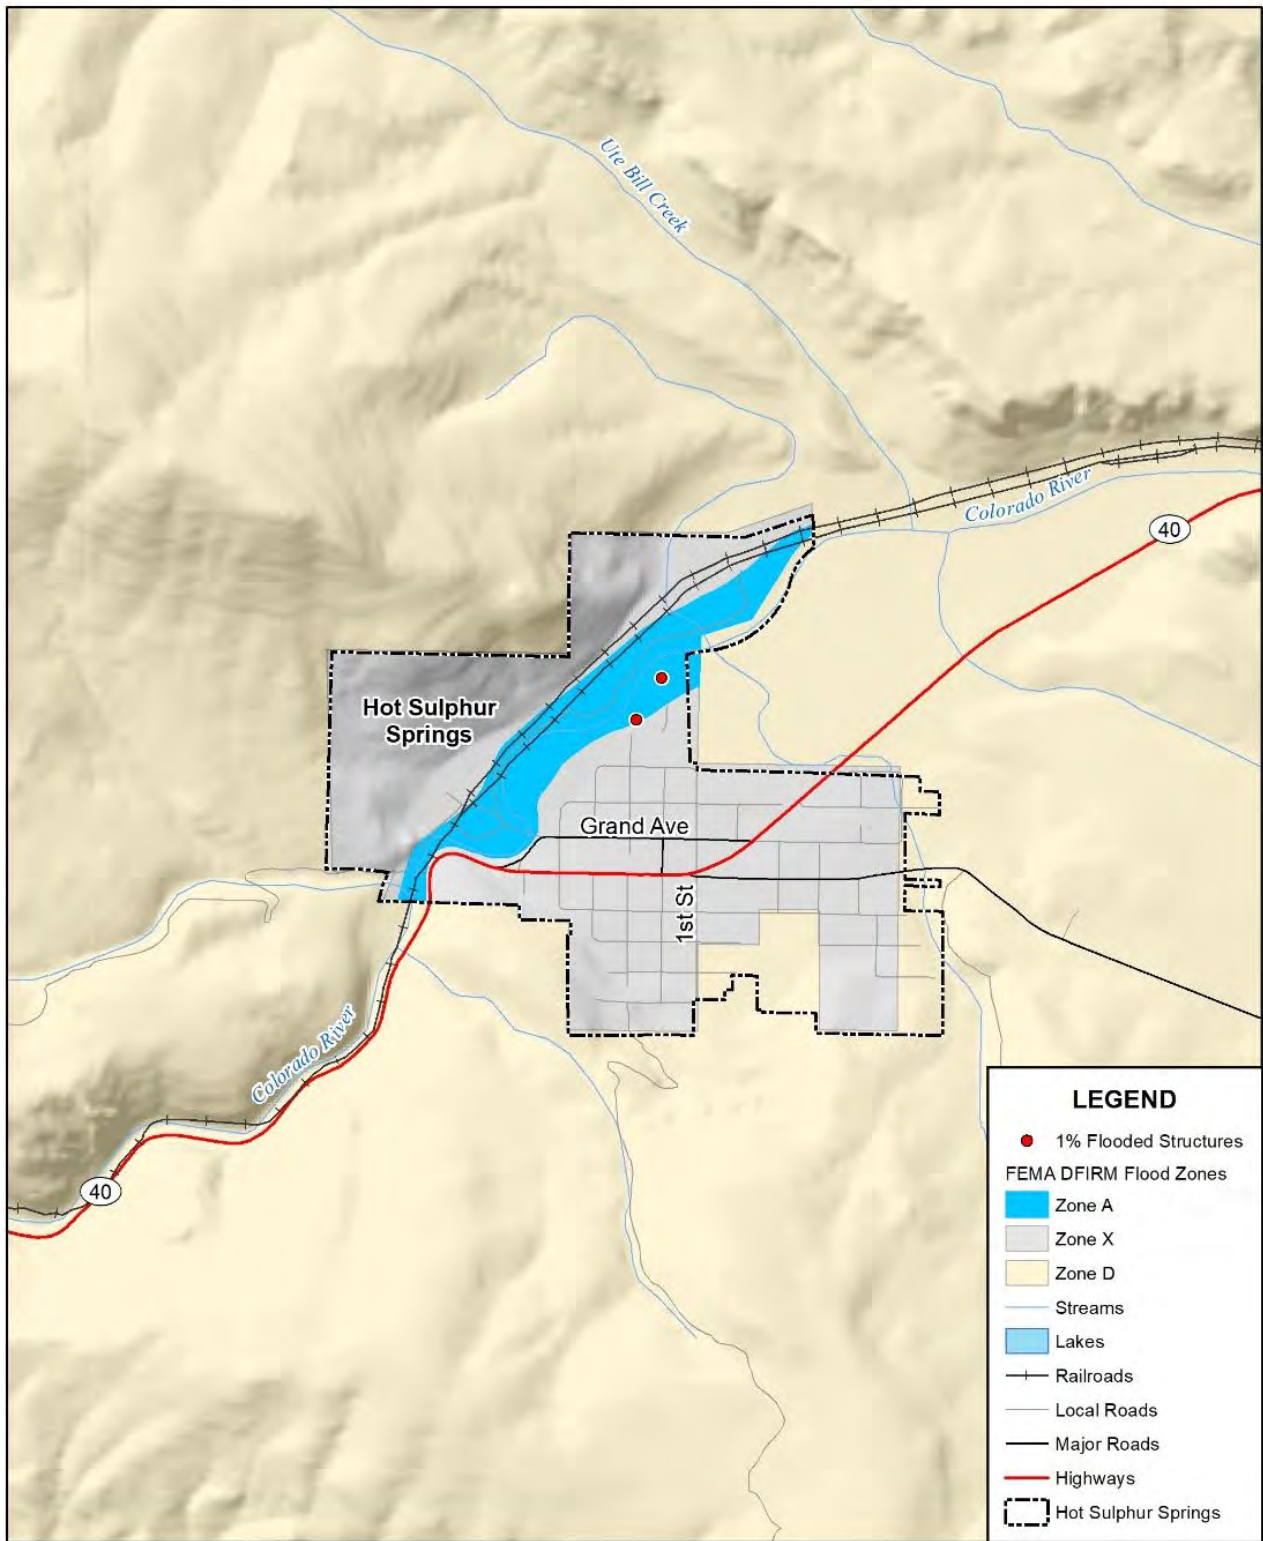 Ute Bill Creek
Colorado River
40
Hot Sulphur
Springs
Grand Ave
1st St
Colorado River
40
LEGEND
1% Flooded Structures
FEMA DFIRM Flood Zones
Zone A
Zone X
Zone D
Streams
Lakes
Railroads
Local Roads
Major Roads
Highways
Hot Sulphur Springs